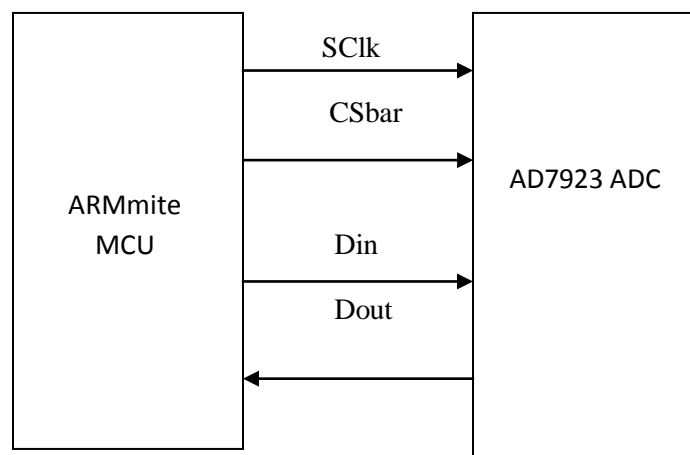 SClk
CSbar
AD7923 ADC
ARMmite
MCU
Din
Dout